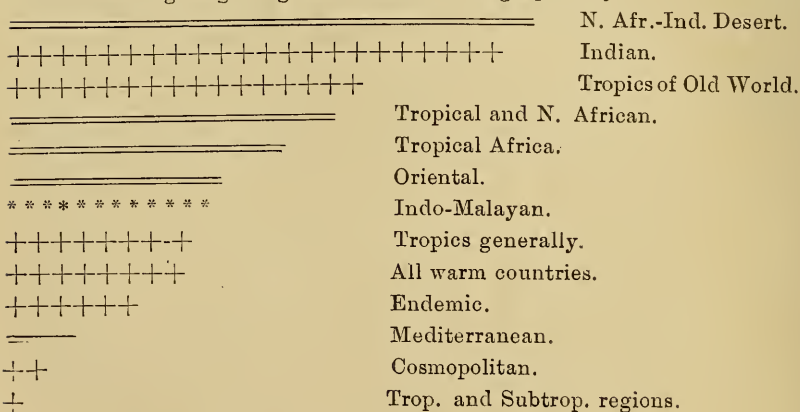 N. Afr.-Ind. Desert.
Indian.
Tropics of Old World.
Tropical and N. African.
Tropical Africa.
Oriental.
Indo-Malayan.
Tropics generally.
All warm countries.
Endemic.
Mediterranean.
Cosmopolitan.
Trop. and Subtrop. regions.